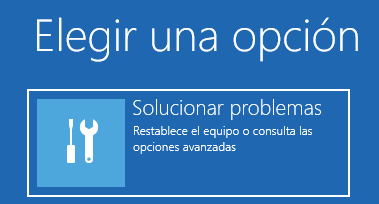 Elegir una opción
Solucionar problemas
Restablece el equipo o consulta las
opciones avanzadas